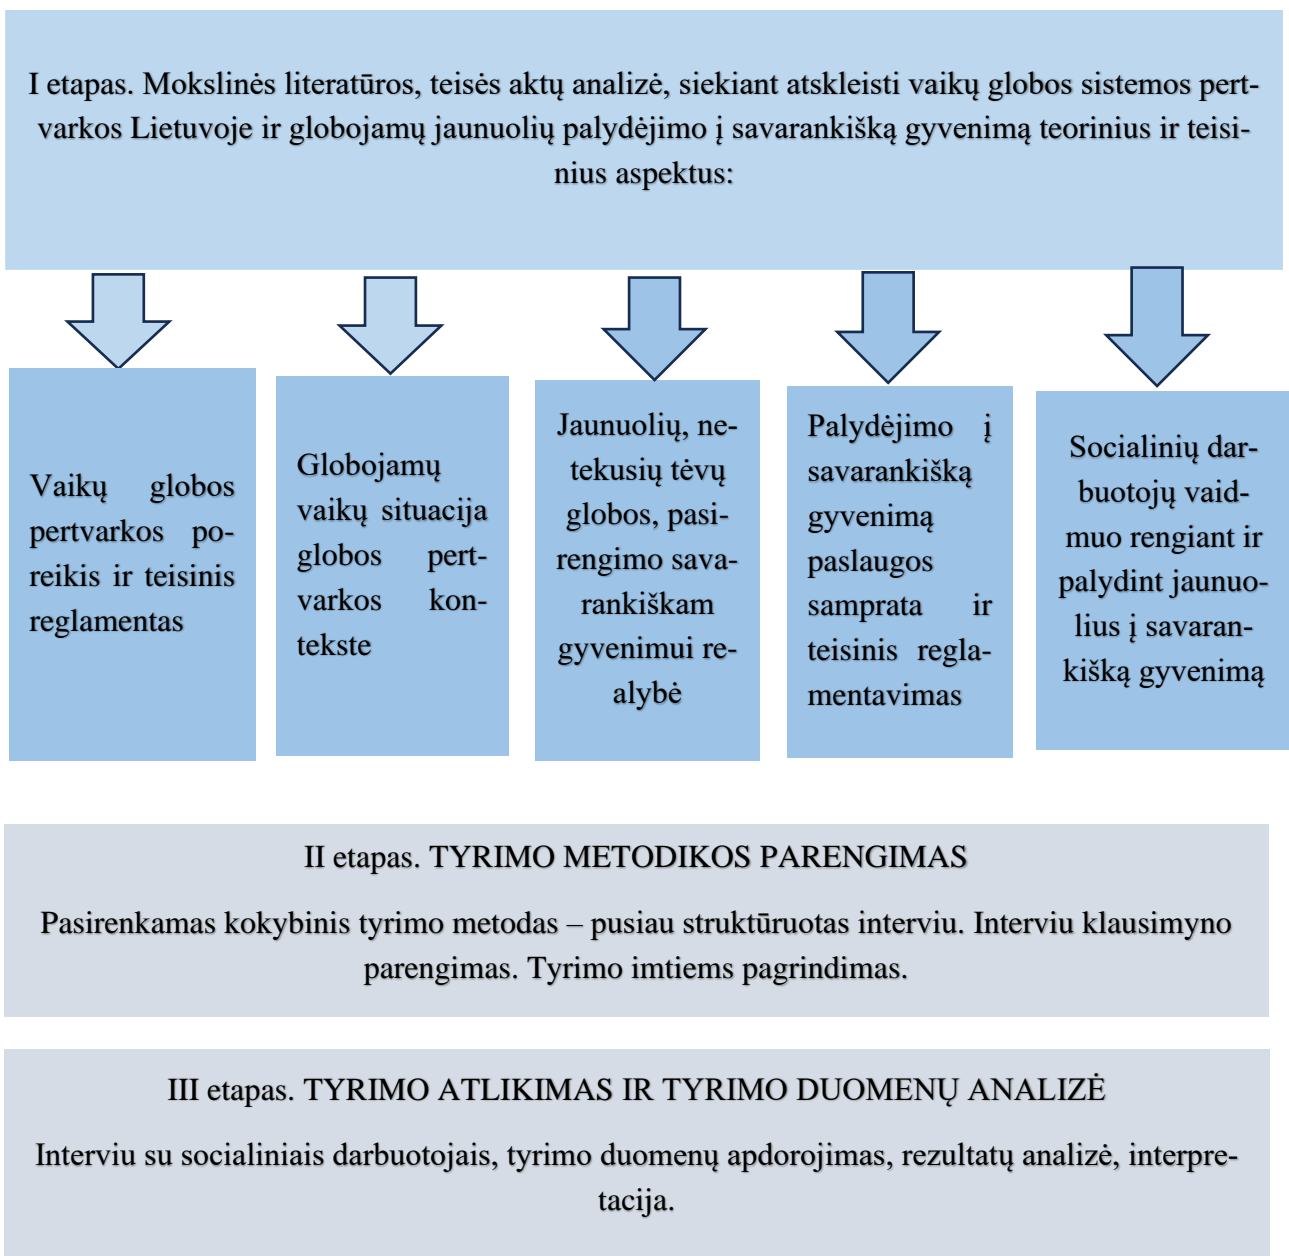 I etapas. Mokslinės literatūros, teisės aktų analizė, siekiant atskleisti vaikų globos sistemos pert-
varkos Lietuvoje ir globojamų jaunuolių palydėjimo į savarankišką gyvenimą teorinius ir teisi-
nius aspektus:
Vaikų globos
pertvarkos po-
reikis ir teisinis
reglamentas
Globojamų
vaikų situacija
globos pert-
varkos kon-
tekste
Jaunuolių, ne-
tekusių tėvų
globos, pasi-
rengimo sava-
rankiškam
gyvenimui re-
alybė
Palydėjimo į
savarankišką
gyvenimą
paslaugos
samprata ir
teisinis regla-
mentavimas
Socialinių dar-
buotojų vaid-
muo rengiant ir
palydint jaunuo-
lius į savaran-
kišką gyvenimą
II etapas. TYRIMO METODIKOS PARENGIMAS
Pasirenkamas kokybinis tyrimo metodas – pusiau struktūruotas interviu. Interviu klausimyno
parengimas. Tyrimo imtiems pagrindimas.
III etapas. TYRIMO ATLIKIMAS IR TYRIMO DUOMENŲ ANALIZĖ
Interviu su socialiniais darbuotojais, tyrimo duomenų apdorojimas, rezultatų analizė, interpre-
tacija.